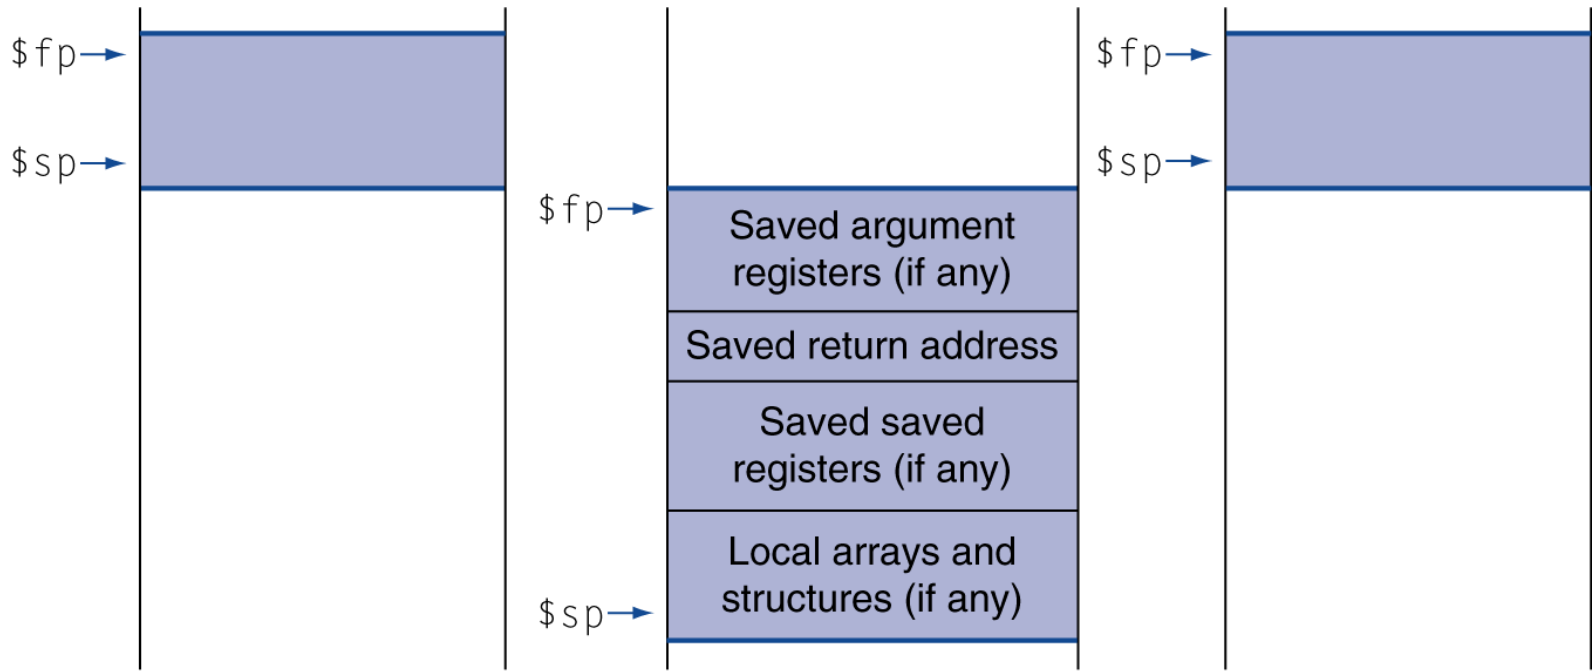 $fp
$sp
$fp
Saved argument
registers (if any)
Saved return address
Saved saved
registers (if any)
Local arrays and
structures (if any)
$sp
$fp
$sp